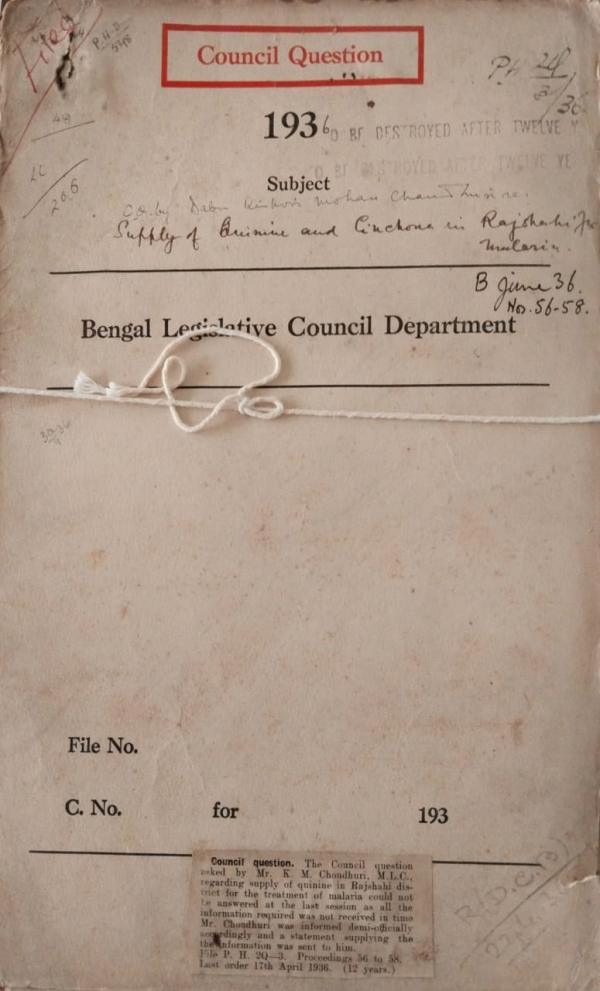 Filed
P.H.D.
Council Question
P.H. 2Q
3/36
1936
TO BE DESTROYED AFTER TWELVE Y
TO BE DESTROYED AFTER TWELVE YE
49
LC
206
Subject
C.Q. by Babu Kishori Mohan Chaudhuri re.
Supply of Quinine and Cinchona in Rajshahi for
malaria.
B June 36.
Nos. 56-58.
Bengal Legislative Council Department
File No.
C. No. for 193
Council question. The Council question
asked by Mr. K. M. Choudhuri, M.L.C.,
regarding supply of quinine in Rajshahi dis-
trict for the treatment of malaria could not
be answered at the last session as all the
information required was not received in time
Mr. Choudhuri was informed demi-officially
accordingly and a statement supplying the
the information was sent to him.
File P. H. 2Q—3. Proceedings 56 to 58.
Last order 17th April 1936. (12 years.)